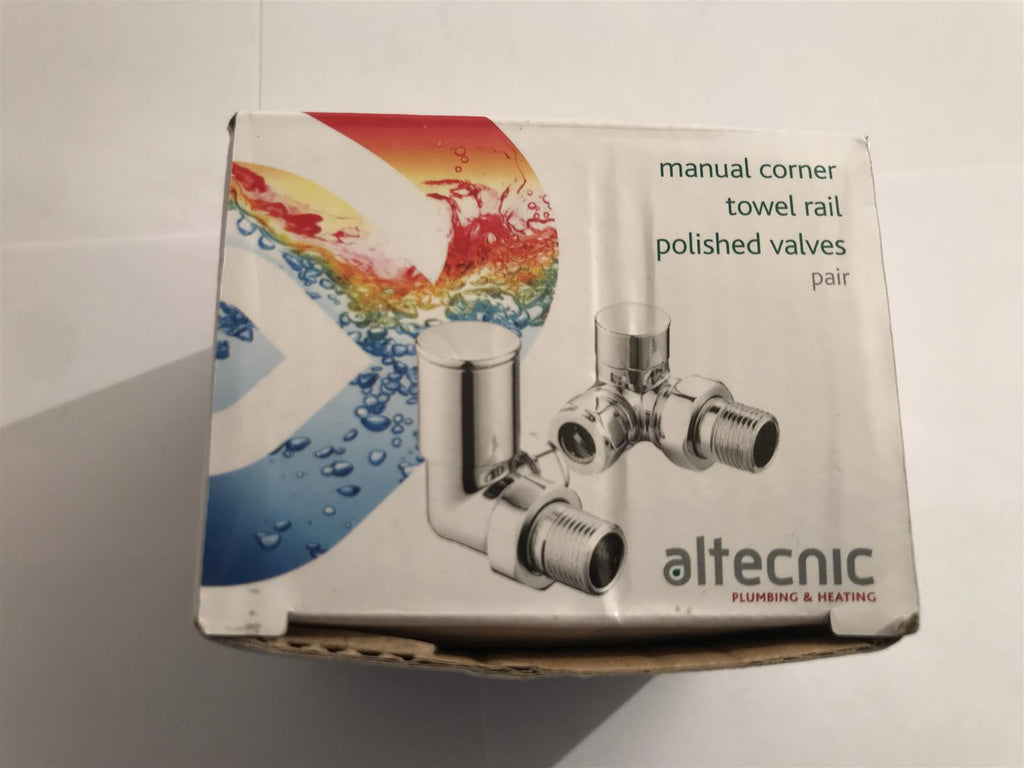 manual corner
towel rail
polished valves
pair
altecnic
PLUMBING & HEATING